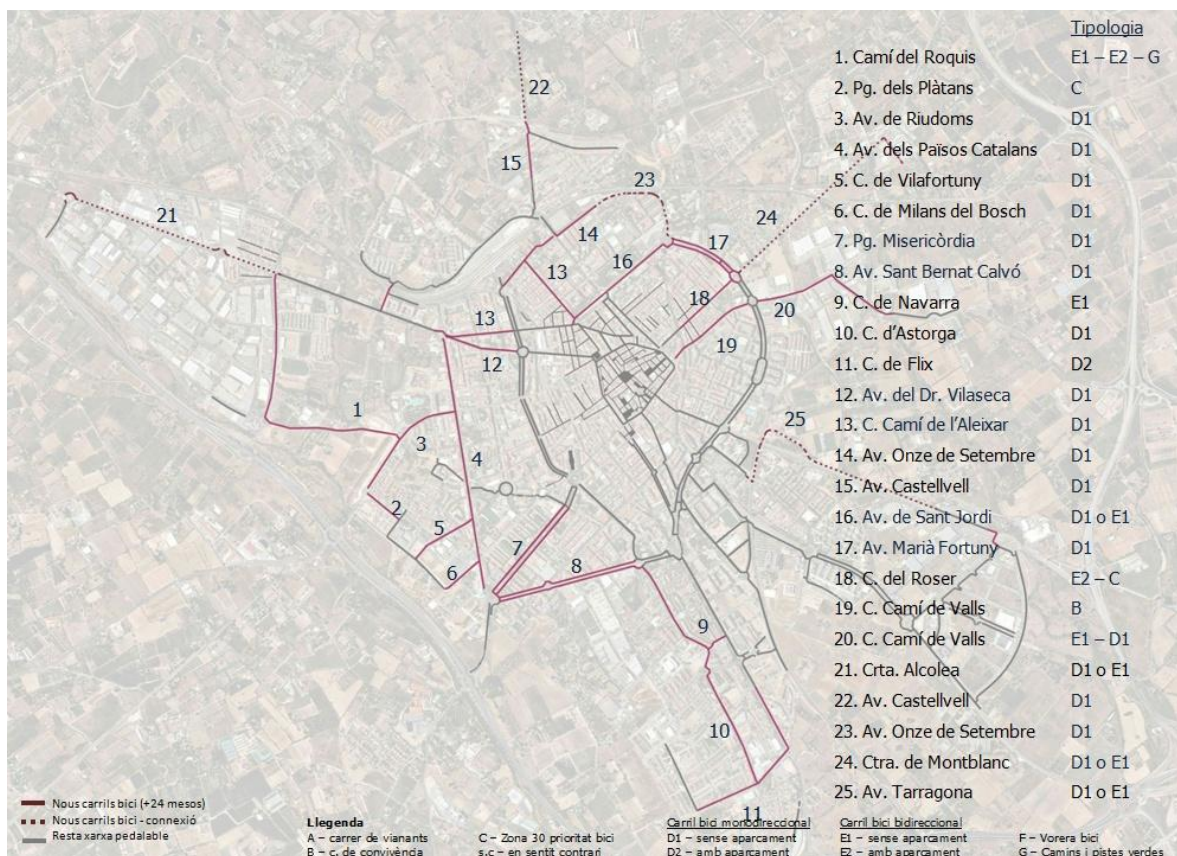 Tipologia
1. Camí del Roquis E1 – E2 – G
2. Pg. dels Plàtans C
3. Av. de Riudoms D1
4. Av. dels Països Catalans D1
5. C. de Vilafortuny D1
6. C. de Milans del Bosch D1
7. Pg. Misericòrdia D1
8. Av. Sant Bernat Calvó D1
9. C. de Navarra E1
10. C. d'Astorga D1
11. C. de Flix D2
12. Av. del Dr. Vilaseca D1
13. C. Camí de l'Aleixar D1
14. Av. Onze de Setembre D1
15. Av. Castellvell D1
16. Av. de Sant Jordi D1 o E1
17. Av. Marià Fortuny D1
18. C. del Roser E2 – C
19. C. Camí de Valls B
20. C. Camí de Valls E1 – D1
21. Crta. Alcolea D1 o E1
22. Av. Castellvell D1
23. Av. Onze de Setembre D1
24. Ctra. de Montblanc D1 o E1
25. Av. Tarragona D1 o E1
22
15
23
21
24
14
17
13
16
18
20
13
12
19
1
3
25
4
2
5
7
8
6
9
10
11
Nous carrils bici (+24 mesos)
Nous carrils bici - connexió
Resta xarxa pedalable
Llegenda
A – carrer de vianants
B – c. de convivència
C – Zona 30 prioritat bici
s.c – en sentit contrari
Carril bici monodireccional
D1 – sense aparcament
D2 – amb aparcament
Carril bici bidireccional
E1 – sense aparcament
E2 – amb aparcament
F – Vorera bici
G – Camins i pistes verdes